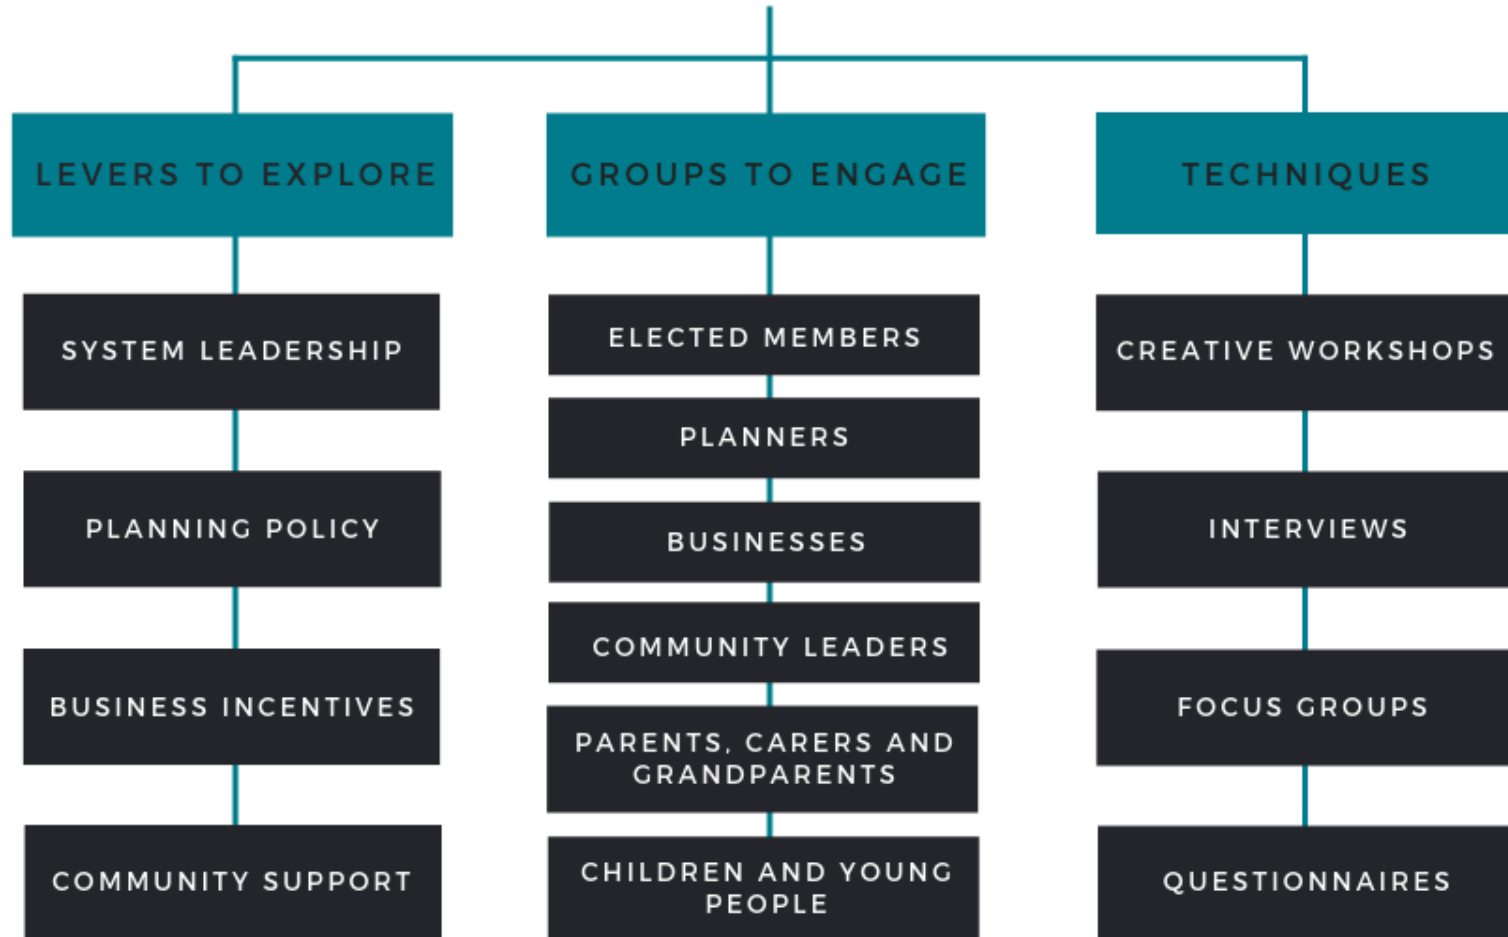 LEVERS TO EXPLORE
SYSTEM LEADERSHIP
PLANNING POLICY
BUSINESS INCENTIVES
COMMUNITY SUPPORT
GROUPS TO ENGAGE
ELECTED MEMBERS
PLANNERS
BUSINESSES
COMMUNITY LEADERS
PARENTS, CARERS AND
GRANDPARENTS
CHILDREN AND YOUNG
PEOPLE
TECHNIQUES
CREATIVE WORKSHOPS
INTERVIEWS
FOCUS GROUPS
QUESTIONNAIRES